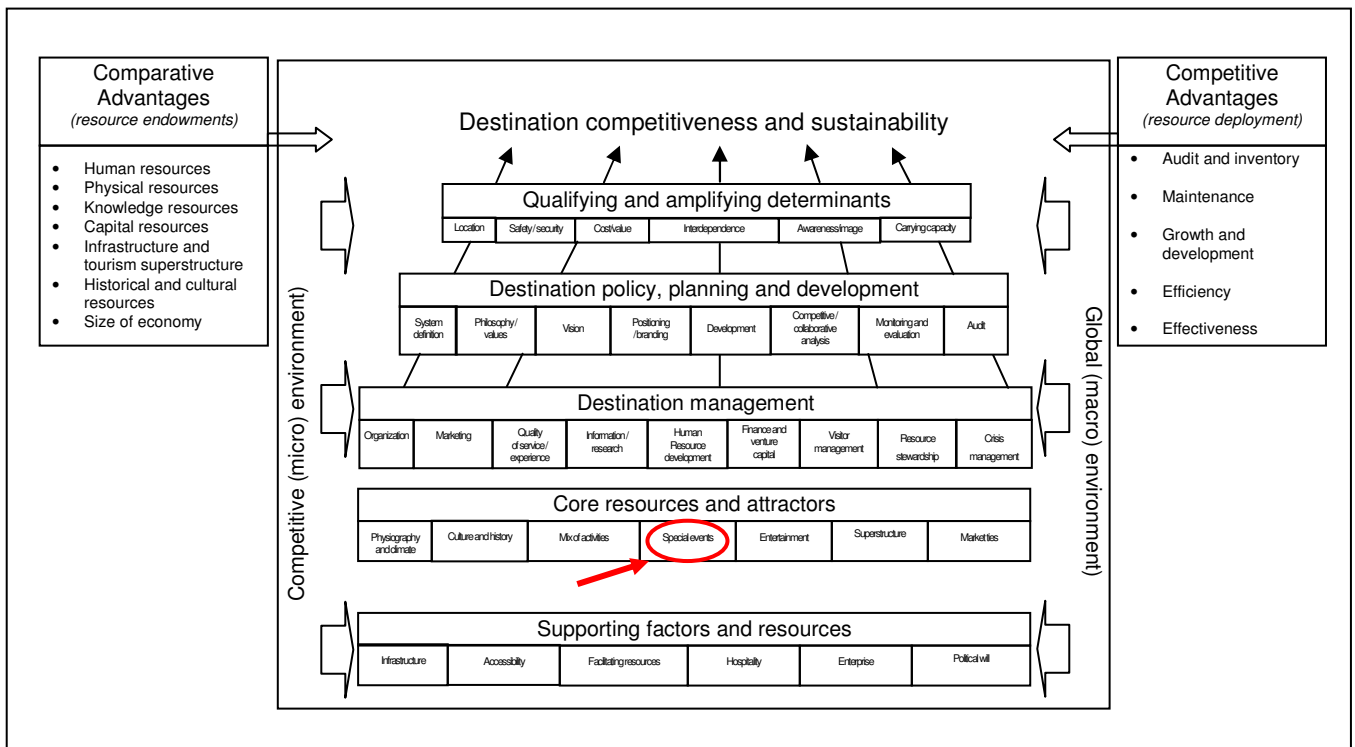 Comparative
Advantages
(resource endowments)
• Human resources
• Physical resources
• Knowledge resources
• Capital resources
• Infrastructure and
tourism superstructure
• Historical and cultural
resources
• Size of economy
Competitive (micro) environment
Destination competitiveness and sustainability
Qualifying and amplifying determinants
Location
Safety / security
Cost/value
Interdependence
Awareness/image
Carrying capacity
Destination policy, planning and development
System
definition
Philosophy /
values
Vision
Positioning
/ branding
Development
Competitive /
collaborative
analysis
Monitoring and
evaluation
Audit
Destination management
Organization
Marketing
Quality
of service /
experience
Information /
research
Human
Resource
development
Finance and
venture
capital
Visitor
management
Resource
stewardship
Crisis
management
Core resources and attractors
Physiography
and climate
Culture and history
Mix of activities
Special events
Entertainment
Superstructure
Market ties
Supporting factors and resources
Infrastructure
Accessibility
Facilitating resources
Hospitality
Enterprise
Political will
Global (macro) environment
Competitive
Advantages
(resource deployment)
• Audit and inventory
• Maintenance
• Growth and
development
• Efficiency
• Effectiveness